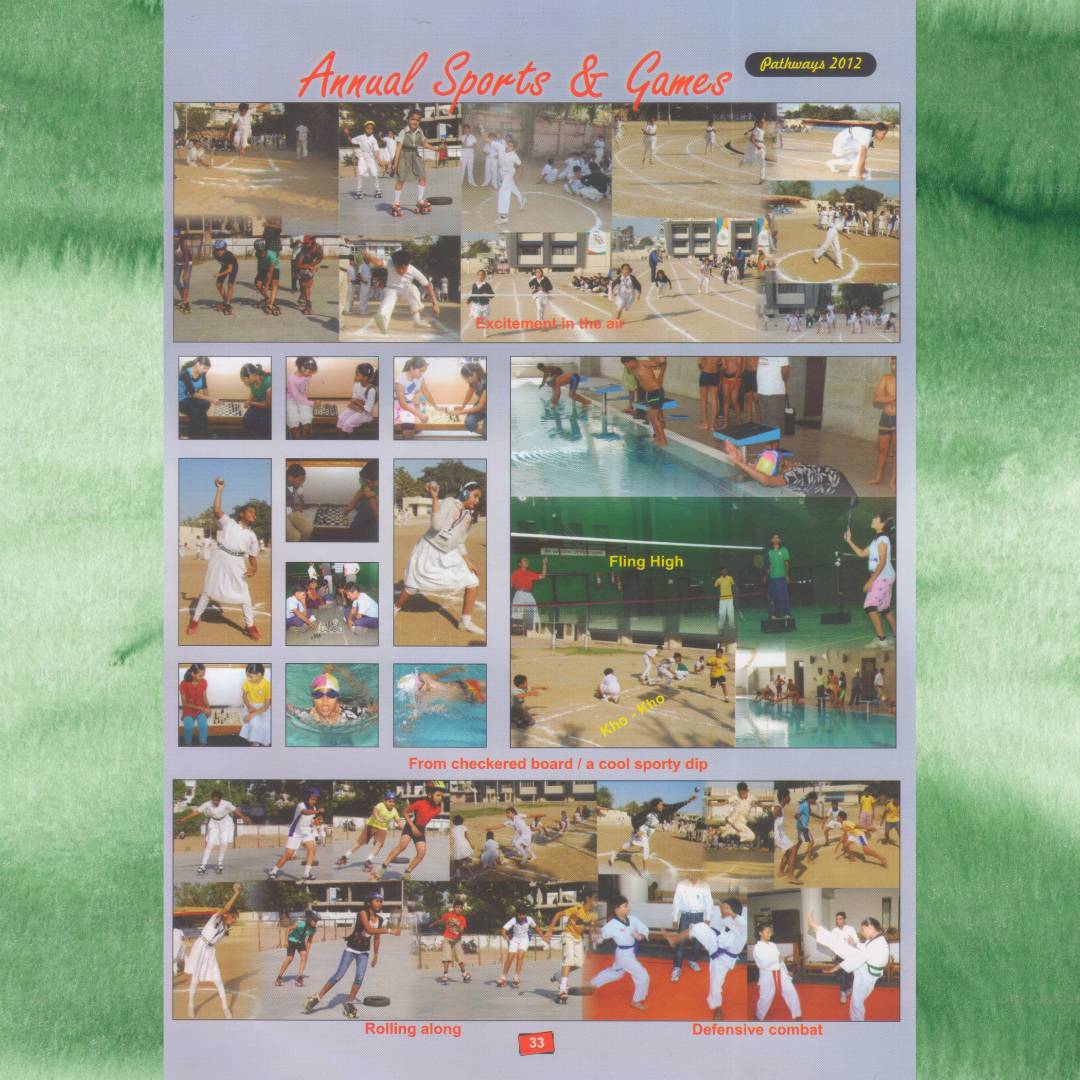 Annual Sports & Games
Pathways 2012
Excitement in the air
Fling High
Kho - Kho
From checkered board / a cool sporty dip
Rolling along
Defensive combat
33